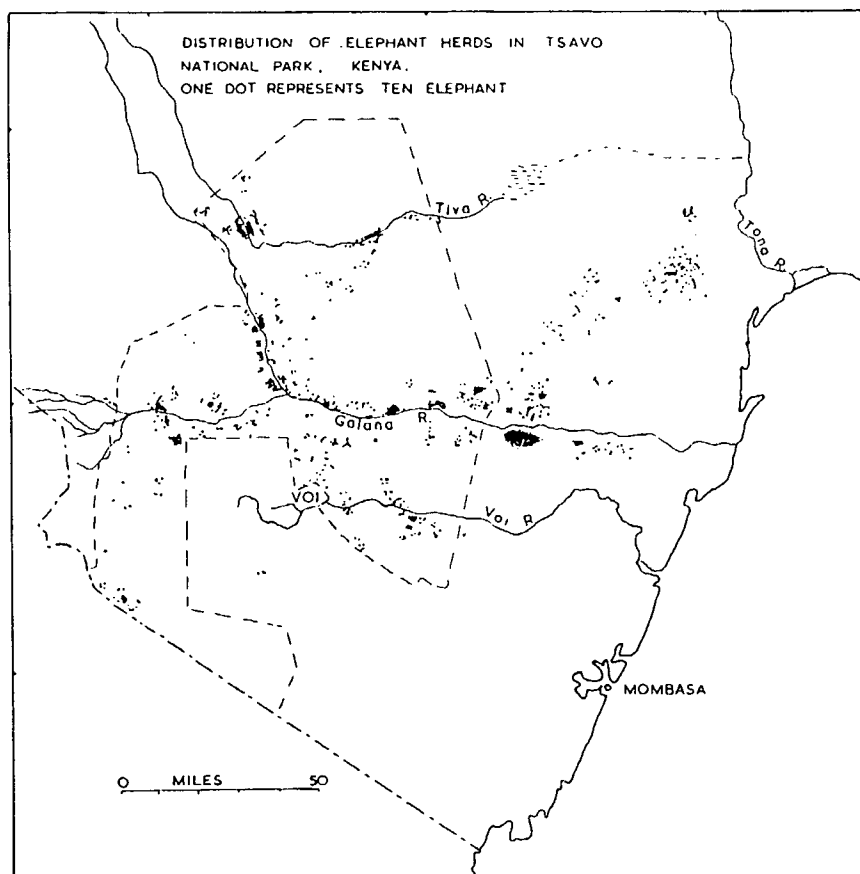 DISTRIBUTION OF ELEPHANT HERDS IN TSAVO
NATIONAL PARK, KENYA.
ONE DOT REPRESENTS TEN ELEPHANT
Tiva R.
Tana R.
Galana R
VOI
Voi R.
MOMBASA
0 MILES 50